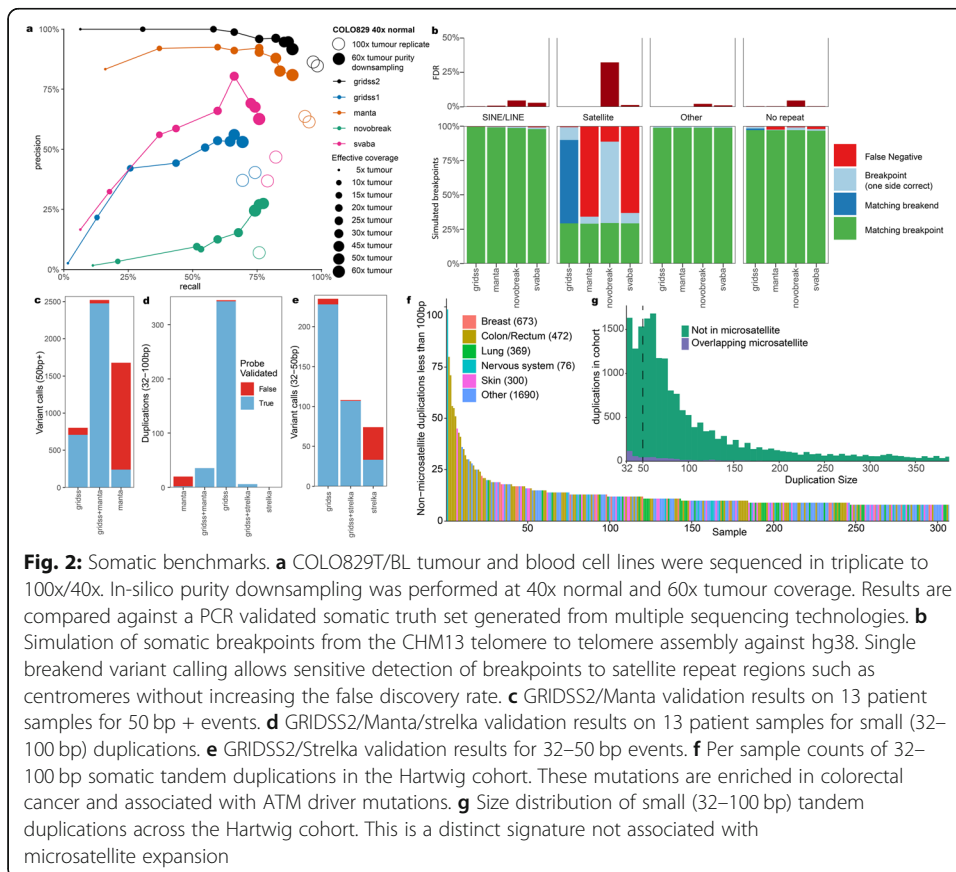 a
COLO829 40x normal
100x tumour replicate
60x tumour purity
downsampling
gridss2
gridss1
manta
novobreak
svaba
Effective coverage
5x tumour
10x tumour
15x tumour
20x tumour
25x tumour
30x tumour
45x tumour
50x tumour
60x tumour
precision
100%
75%
50%
25%
0%
0%
25%
50%
75%
100%
recall
b
FDR
50%
25%
0%
SINE/LINE
Satellite
Other
No repeat
Simulated breakpoints
100%
75%
50%
25%
0%
gridss
manta
novobreak
svaba
gridss
manta
novobreak
svaba
gridss
manta
novobreak
svaba
gridss
manta
novobreak
svaba
False Negative
Breakpoint
(one side correct)
Matching breakend
Matching breakpoint
c
Variant calls (50bp+)
2500
2000
1500
1000
500
0
gridss
gridss+manta
manta
d
Duplications (32-100bp)
300
200
100
0
Probe
Validated
False
True
manta
gridss+manta
gridss
gridss+strelka
strelka
e
Variant calls (32-50bp)
200
150
100
50
0
gridss
gridss+strelka
strelka
f
Non-microsatellite duplications less than 100bp
100
75
50
25
0
Breast (673)
Colon/Rectum (472)
Lung (369)
Nervous system (76)
Skin (300)
Other (1690)
50
100
150
200
250
300
Sample
g
duplications in cohort
1500
1000
500
0
Not in microsatellite
Overlapping microsatellite
32
50
100
150
200
250
300
350
Duplication Size
Fig. 2: Somatic benchmarks. a COLO829T/BL tumour and blood cell lines were sequenced in triplicate to
100x/40x. In-silico purity downsampling was performed at 40x normal and 60x tumour coverage. Results are
compared against a PCR validated somatic truth set generated from multiple sequencing technologies. b
Simulation of somatic breakpoints from the CHM13 telomere to telomere assembly against hg38. Single
breakend variant calling allows sensitive detection of breakpoints to satellite repeat regions such as
centromeres without increasing the false discovery rate. c GRIDSS2/Manta validation results on 13 patient
samples for 50 bp + events. d GRIDSS2/Manta/strelka validation results on 13 patient samples for small (32–
100 bp) duplications. e GRIDSS2/Strelka validation results for 32–50 bp events. f Per sample counts of 32–
100 bp somatic tandem duplications in the Hartwig cohort. These mutations are enriched in colorectal
cancer and associated with ATM driver mutations. g Size distribution of small (32–100 bp) tandem
duplications across the Hartwig cohort. This is a distinct signature not associated with
microsatellite expansion